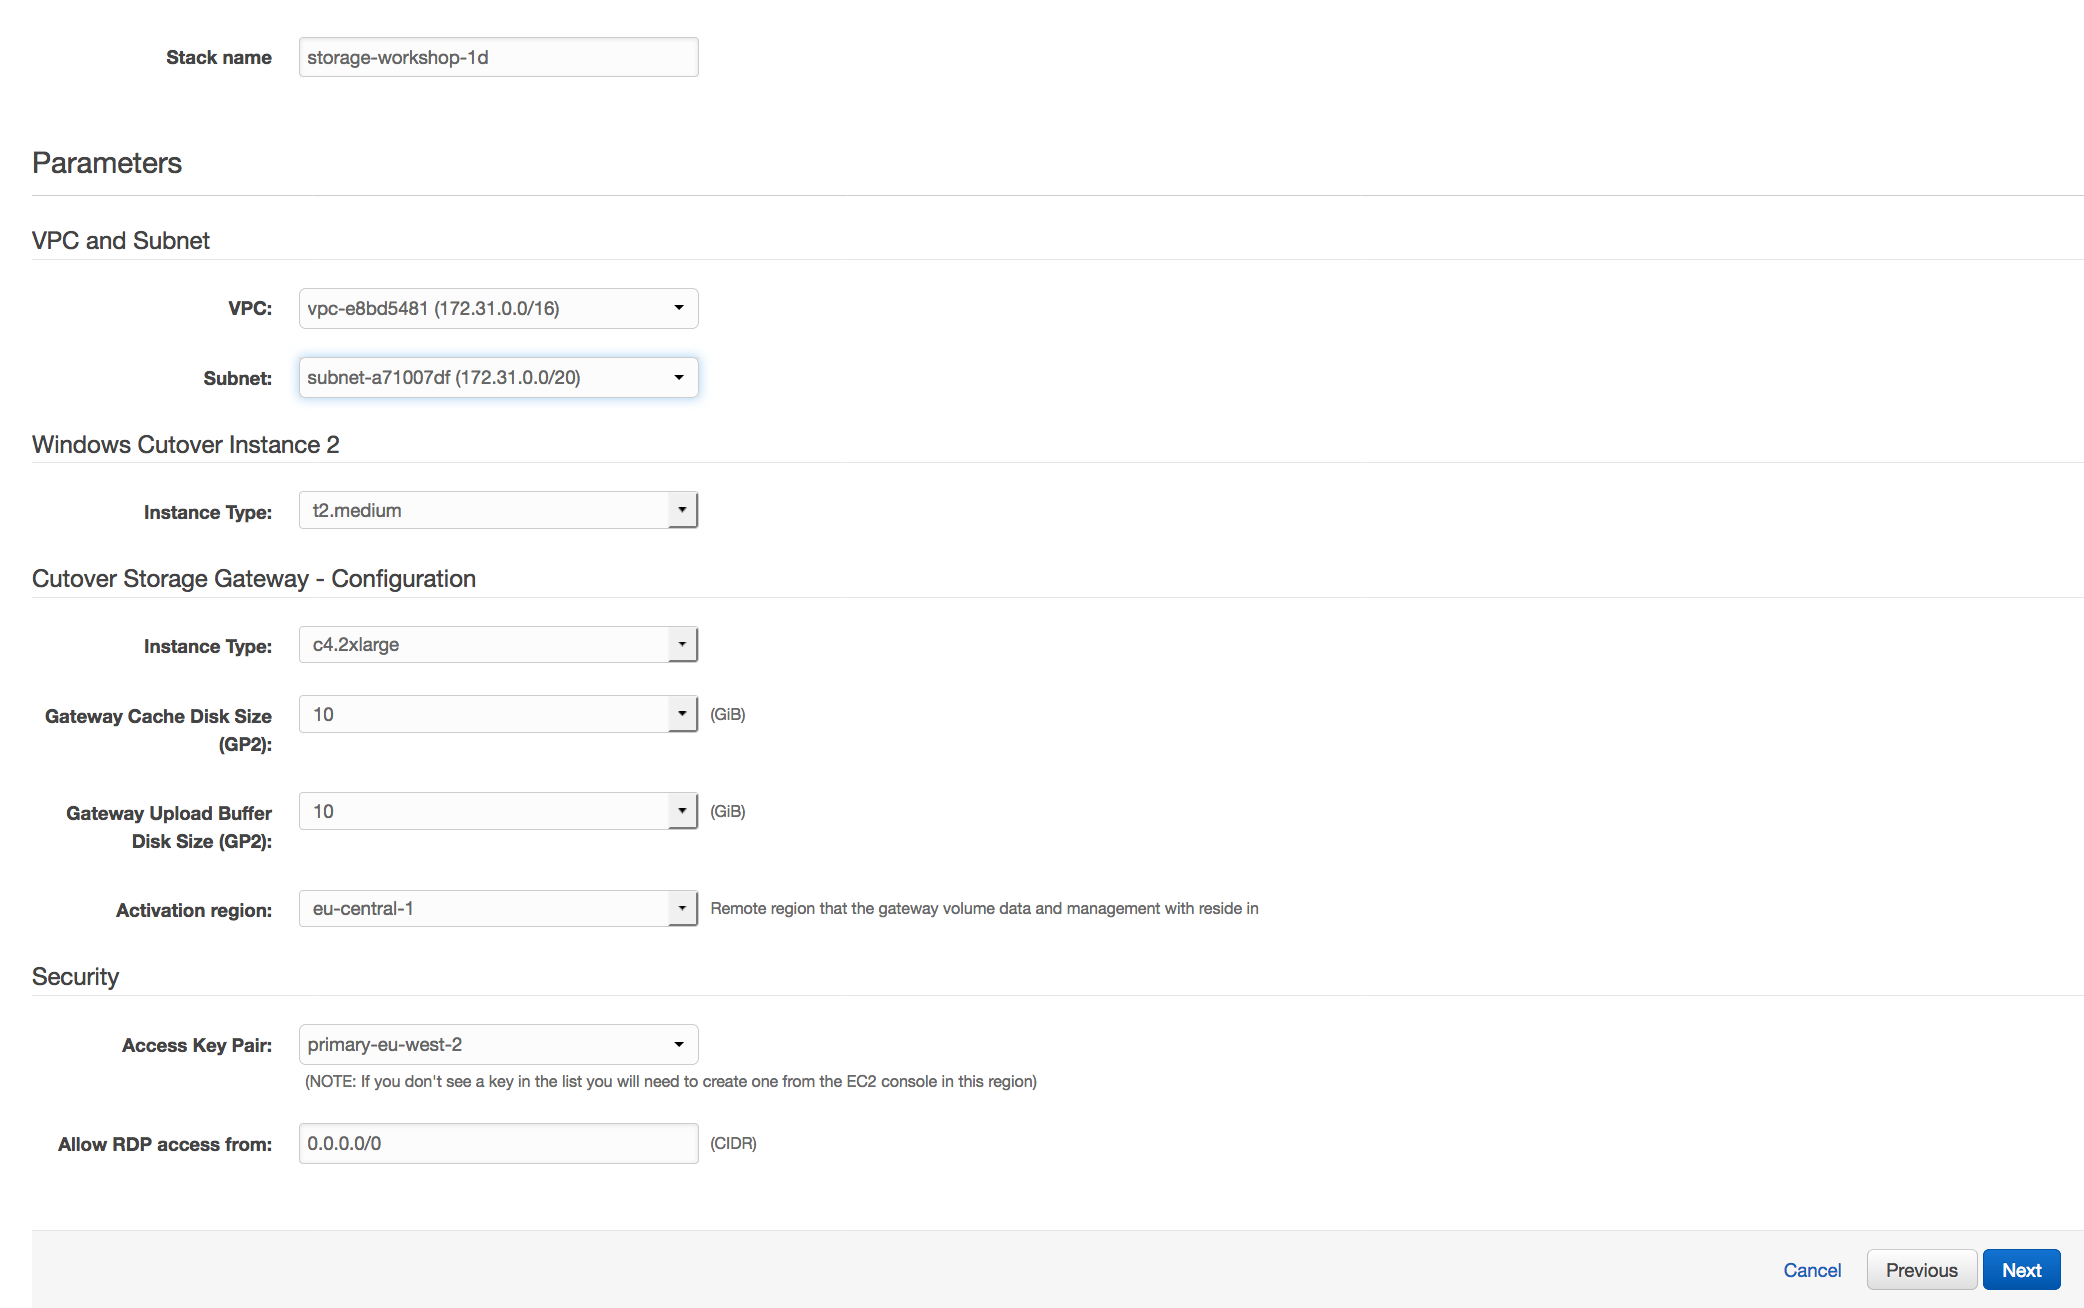 Stack name storage-workshop-1d
Parameters
VPC and Subnet
VPC: vpc-e8bd5481 (172.31.0.0/16)
Subnet: subnet-a71007df (172.31.0.0/20)
Windows Cutover Instance 2
Instance Type: t2.medium
Cutover Storage Gateway - Configuration
Instance Type: c4.2xlarge
Gateway Cache Disk Size 10 (GiB)
(GP2):
Gateway Upload Buffer 10 (GiB)
Disk Size (GP2):
Activation region: eu-central-1 Remote region that the gateway volume data and management with reside in
Security
Access Key Pair: primary-eu-west-2
(NOTE: If you don't see a key in the list you will need to create one from the EC2 console in this region)
Allow RDP access from: 0.0.0.0/0 (CIDR)
Cancel Previous Next